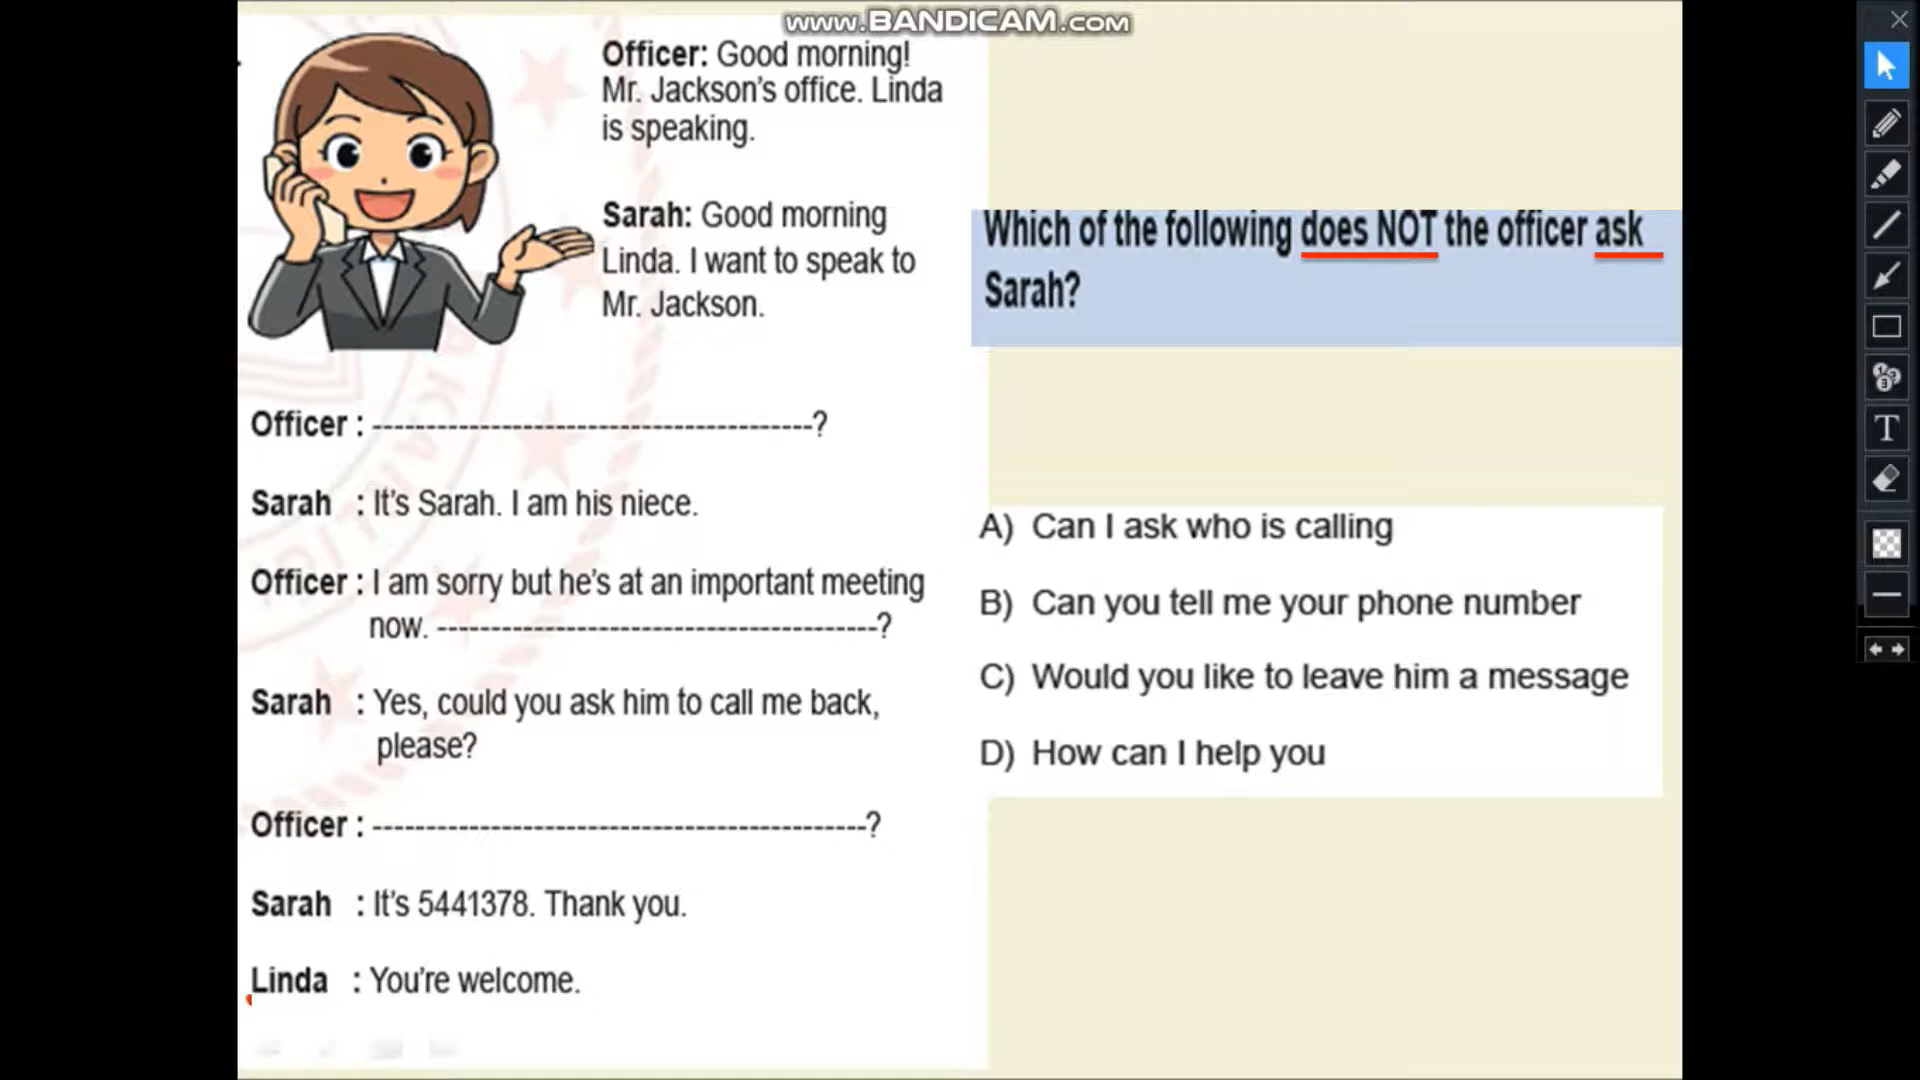 www.BANDICAM.com
Officer: Good morning!
Mr. Jackson's office. Linda
is speaking.
Sarah: Good morning
Linda. I want to speak to
Mr. Jackson.
Officer : ------------------------------------------?
Sarah : It's Sarah. I am his niece.
Officer : I am sorry but he's at an important meeting
now. ------------------------------------------?
Sarah : Yes, could you ask him to call me back,
please?
Officer : -----------------------------------------------?
Sarah : It's 5441378. Thank you.
Linda : You're welcome.
Which of the following does NOT the officer ask
Sarah?
A) Can I ask who is calling
B) Can you tell me your phone number
C) Would you like to leave him a message
D) How can I help you